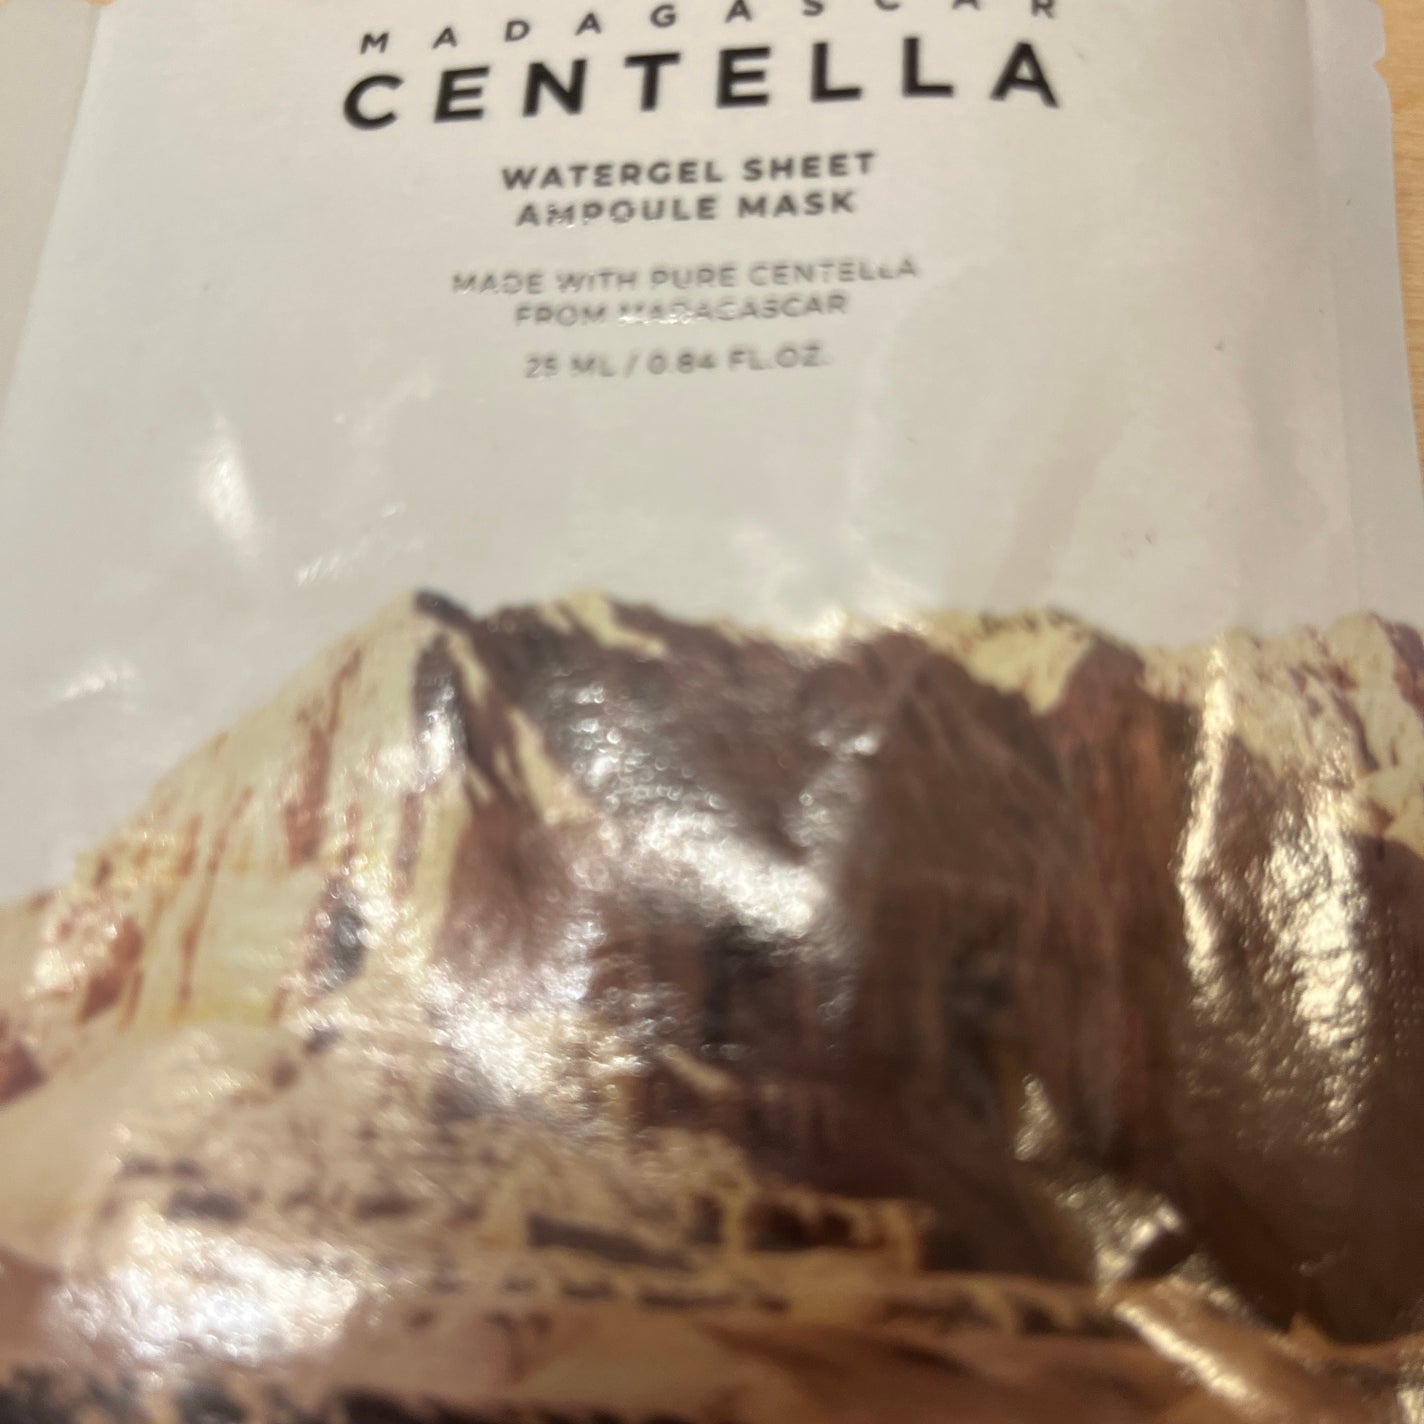 MADAGASCAR
CENTELLA
WATERGEL SHEET
AMPOULE MASK
MADE WITH PURE CENTELLA
FROM MADAGASCAR
25 ML / 0.84 FL.OZ.